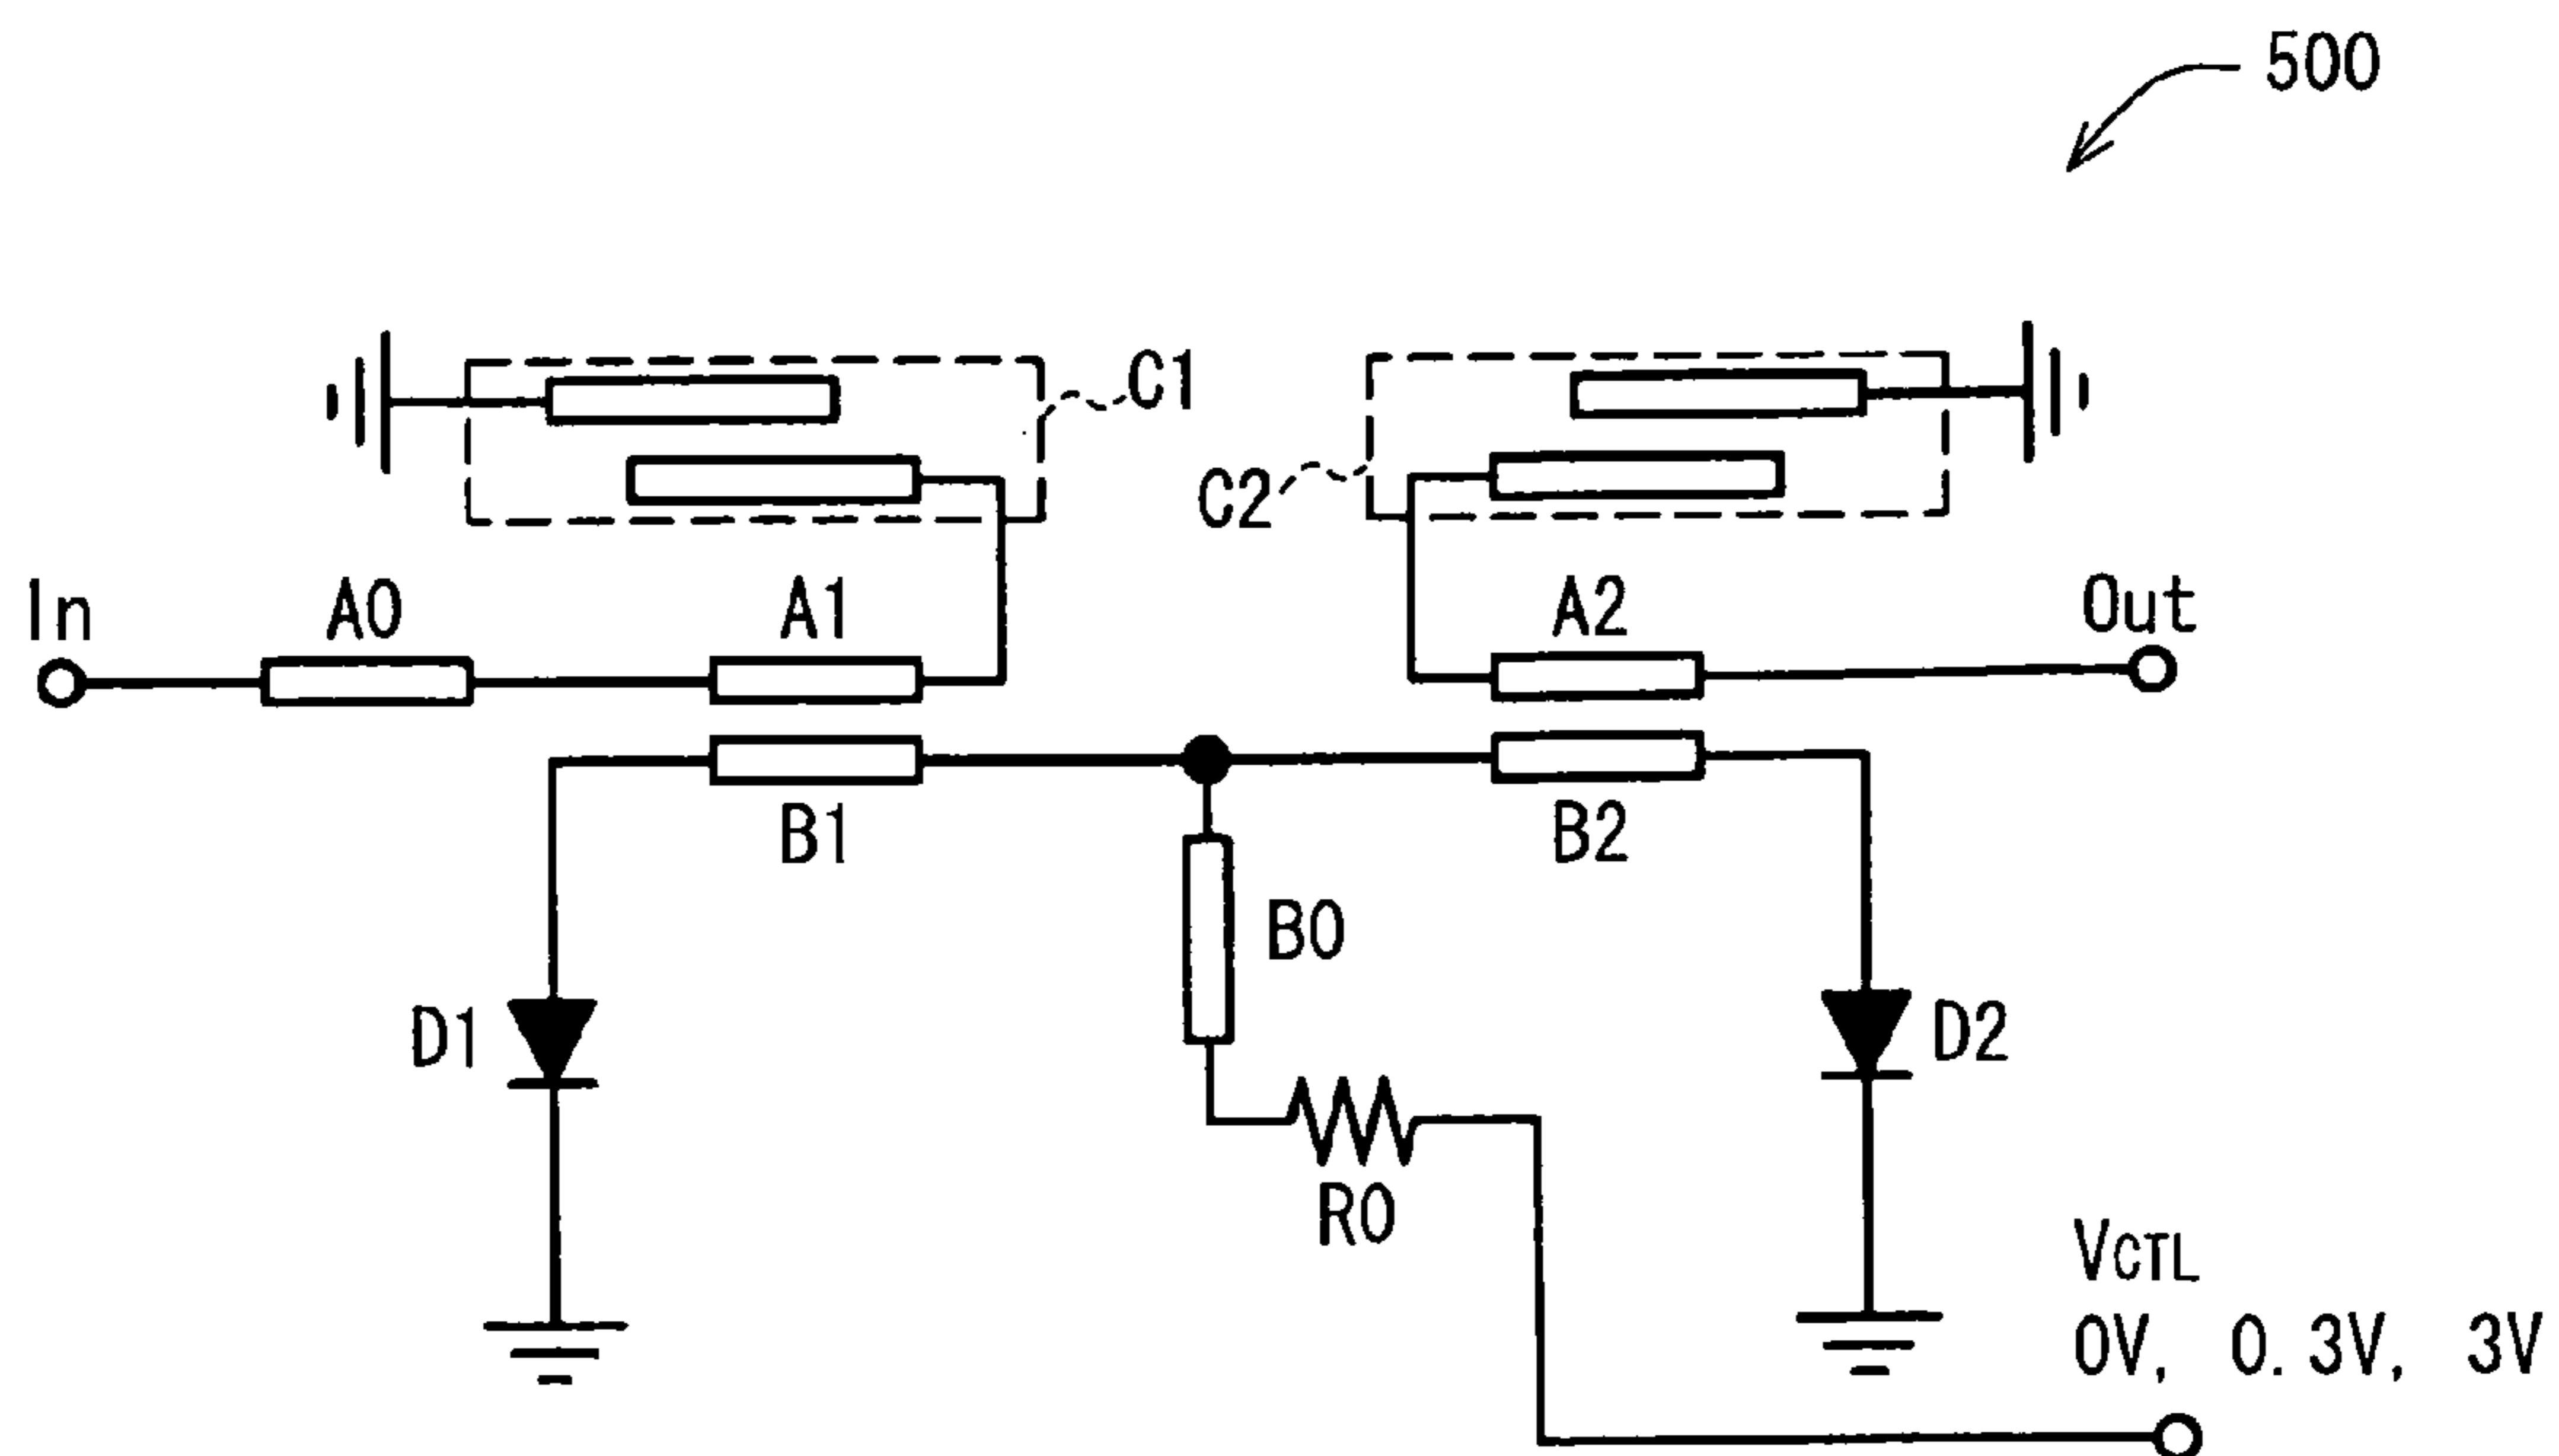 500
C1
C2
In
A0
A1
A2
Out
B1
B2
B0
D1
D2
R0
VCTL
0V, 0.3V, 3V